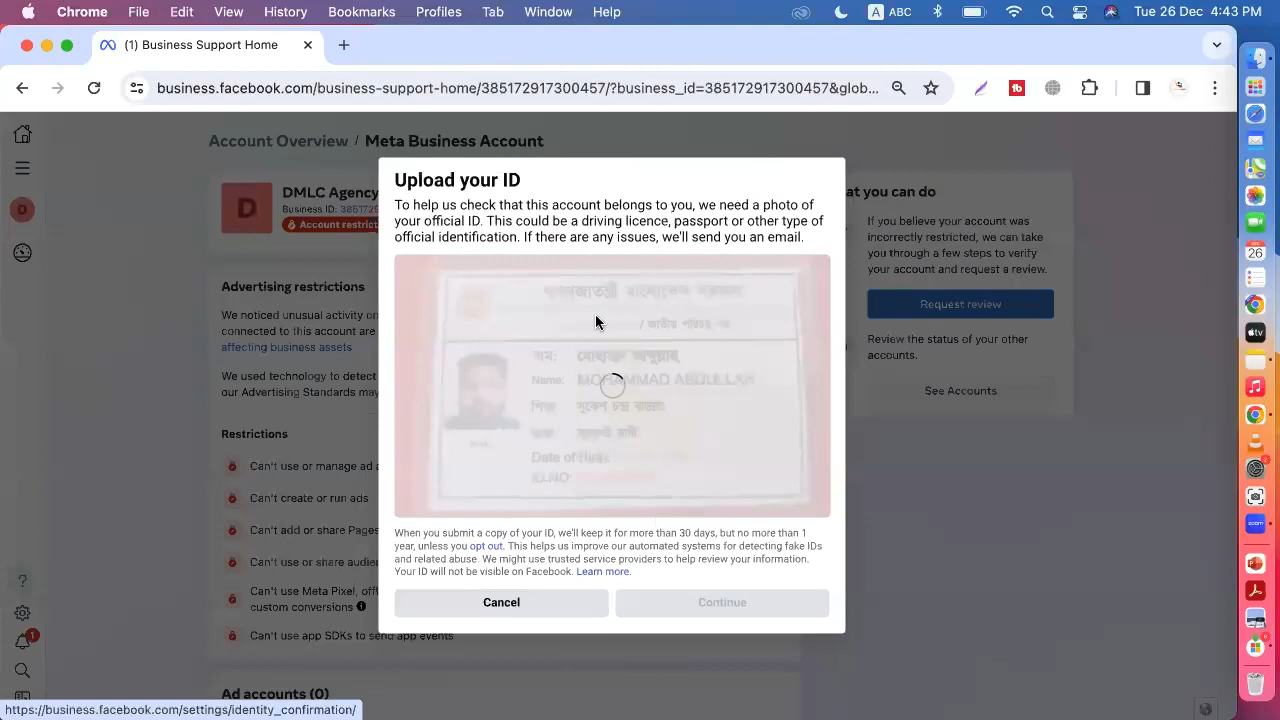 Chrome File Edit View History Bookmarks Profiles Tab Window Help ABC Tue 26 Dec 4:43 PM
(1) Business Support Home
business.facebook.com/business-support-home/385172917300457/?business_id=385172917300457&glob...
Account Overview / Meta Business Account
Upload your ID
To help us check that this account belongs to you, we need a photo of
your official ID. This could be a driving licence, passport or other type of
official identification. If there are any issues, we'll send you an email.
Name: MOHAMMAD ABDULLAH
Date of
When you submit a copy of your ID, we'll keep it for more than 30 days, but no more than 1
year, unless you opt out. This helps us improve our automated systems for detecting fake IDs
and related abuse. We might use trusted service providers to help review your information.
Your ID will not be visible on Facebook. Learn more.
Cancel
Continue
D
DMLC Agency
Business ID: 38517
Account restrict
Advertising restrictions
We noticed unusual activity on
connected to this account are
affecting business assets
We used technology to detect
our Advertising Standards may
Restrictions
Can't use or manage ad a
Can't create or run ads
Can't add or share Pages
Can't use or share audien
Can't use Meta Pixel, off
custom conversions
Can't use app SDKs to send app events
Ad accounts (0)
at you can do
If you believe your account was
incorrectly restricted, we can take
you through a few steps to verify
your account and request a review.
Request review
Review the status of your other
accounts.
See Accounts
D
1
https://business.facebook.com/settings/identity_confirmation/
26
tv
zoom